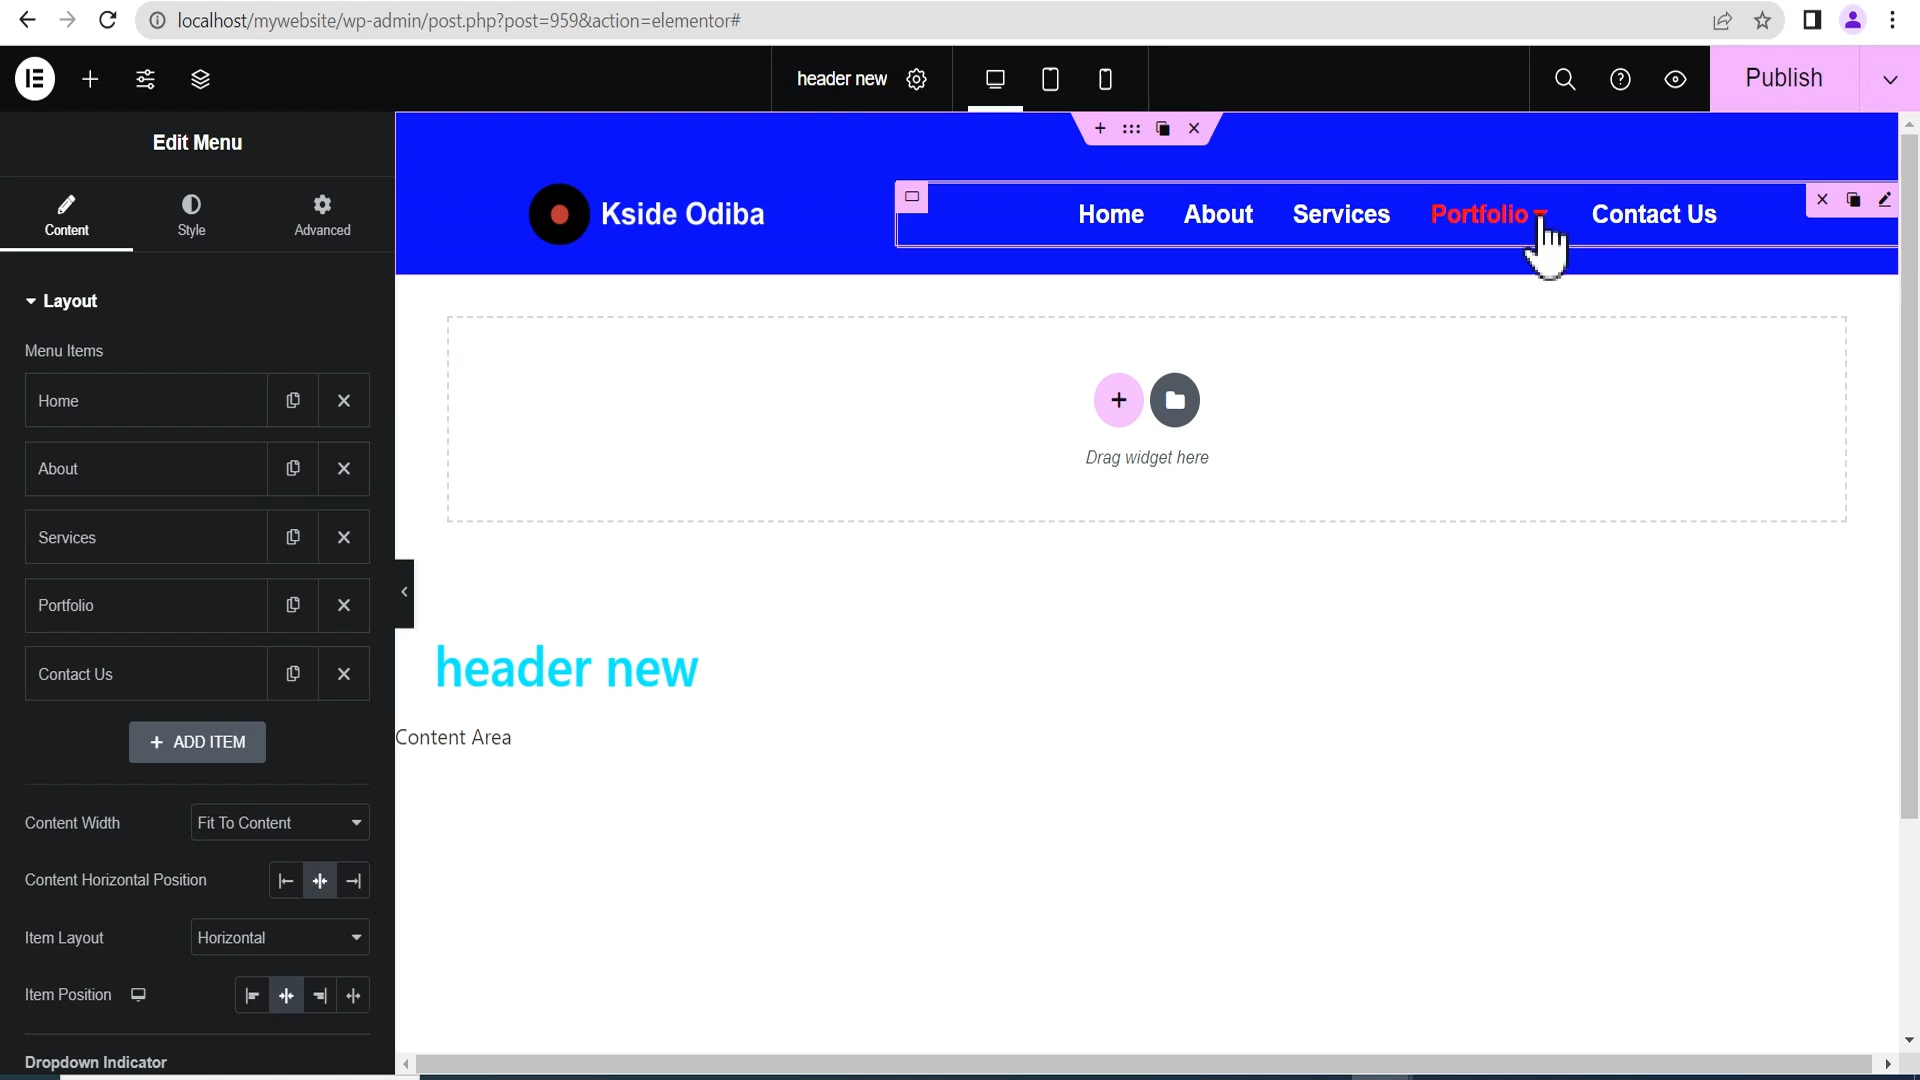 localhost/mywebsite/wp-admin/post.php?post=959&action=elementor#
header new
Publish
Edit Menu
Content
Style
Advanced
Layout
Menu Items
Home
About
Services
Portfolio
Contact Us
+ ADD ITEM
Content Width
Fit To Content
Content Horizontal Position
Item Layout
Horizontal
Item Position
Dropdown Indicator
Kside Odiba
Home
About
Services
Portfolio
Contact Us
Drag widget here
header new
Content Area